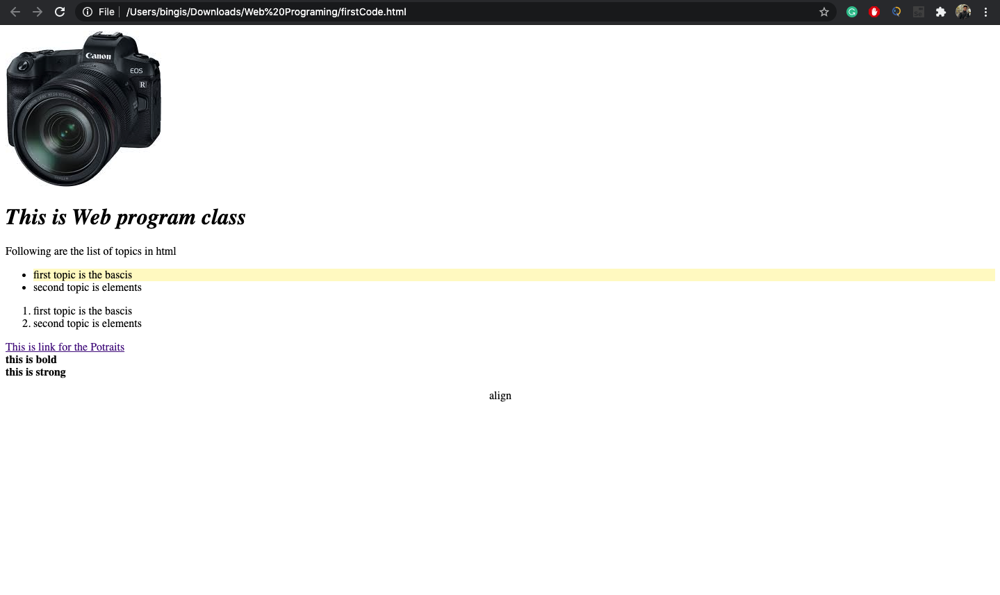 File /Users/bingis/Downloads/Web%20Programing/firstCode.html
Canon
EOS
R
This is Web program class
Following are the list of topics in html
• first topic is the bascis
• second topic is elements
1. first topic is the bascis
2. second topic is elements
This is link for the Potraits
this is bold
this is strong
align